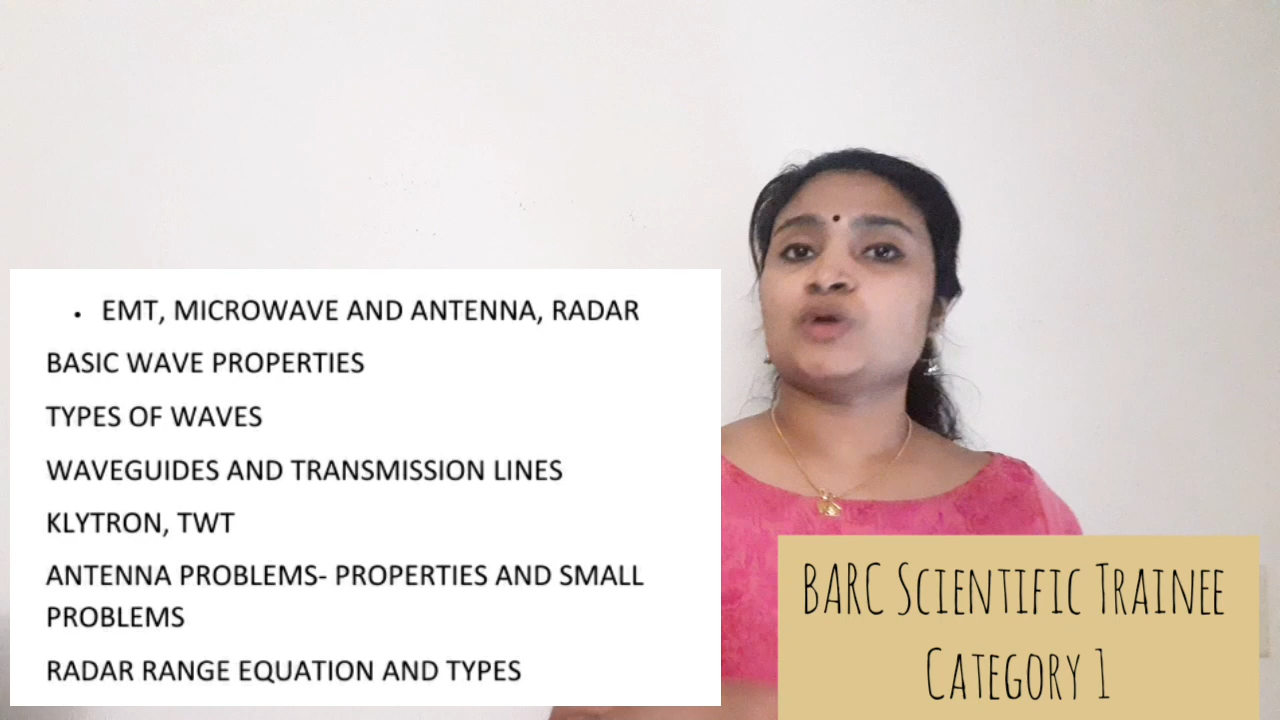 • EMT, MICROWAVE AND ANTENNA, RADAR
BASIC WAVE PROPERTIES
TYPES OF WAVES
WAVEGUIDES AND TRANSMISSION LINES
KLYTRON, TWT
ANTENNA PROBLEMS- PROPERTIES AND SMALL
PROBLEMS
RADAR RANGE EQUATION AND TYPES
BARC SCIENTIFIC TRAINEE
CATEGORY 1